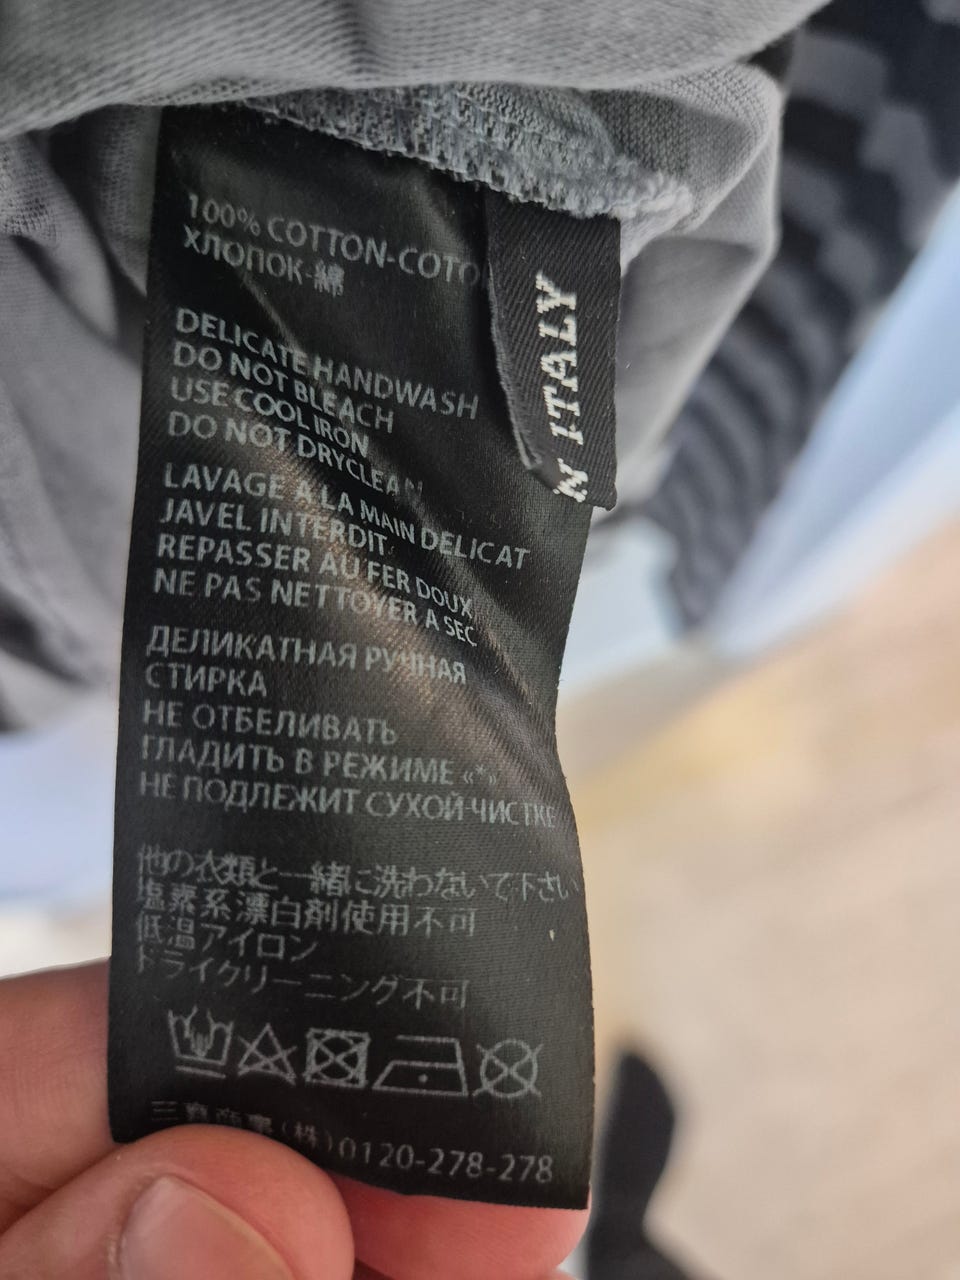 100% COTTON-COTO
ХЛОПОК-綿
N ITALY
DELICATE HANDWASH
DO NOT BLEACH
USE COOL IRON
DO NOT DRYCLEAN
LAVAGE A LA MAIN DELICAT
JAVEL INTERDIT
REPASSER AU FER DOUX
NE PAS NETTOYER A SEC
ДЕЛИКАТНАЯ РУЧНАЯ
СТИРКА
НЕ ОТБЕЛИВАТЬ
ГЛАДИТЬ В РЕЖИМЕ «*»
НЕ ПОДЛЕЖИТ СУХОЙ ЧИСТКЕ
他の衣類と一緒に洗わないで下さい
塩素系漂白剤使用不可
低温アイロン
ドライクリーニング不可
(株)0120-278-278